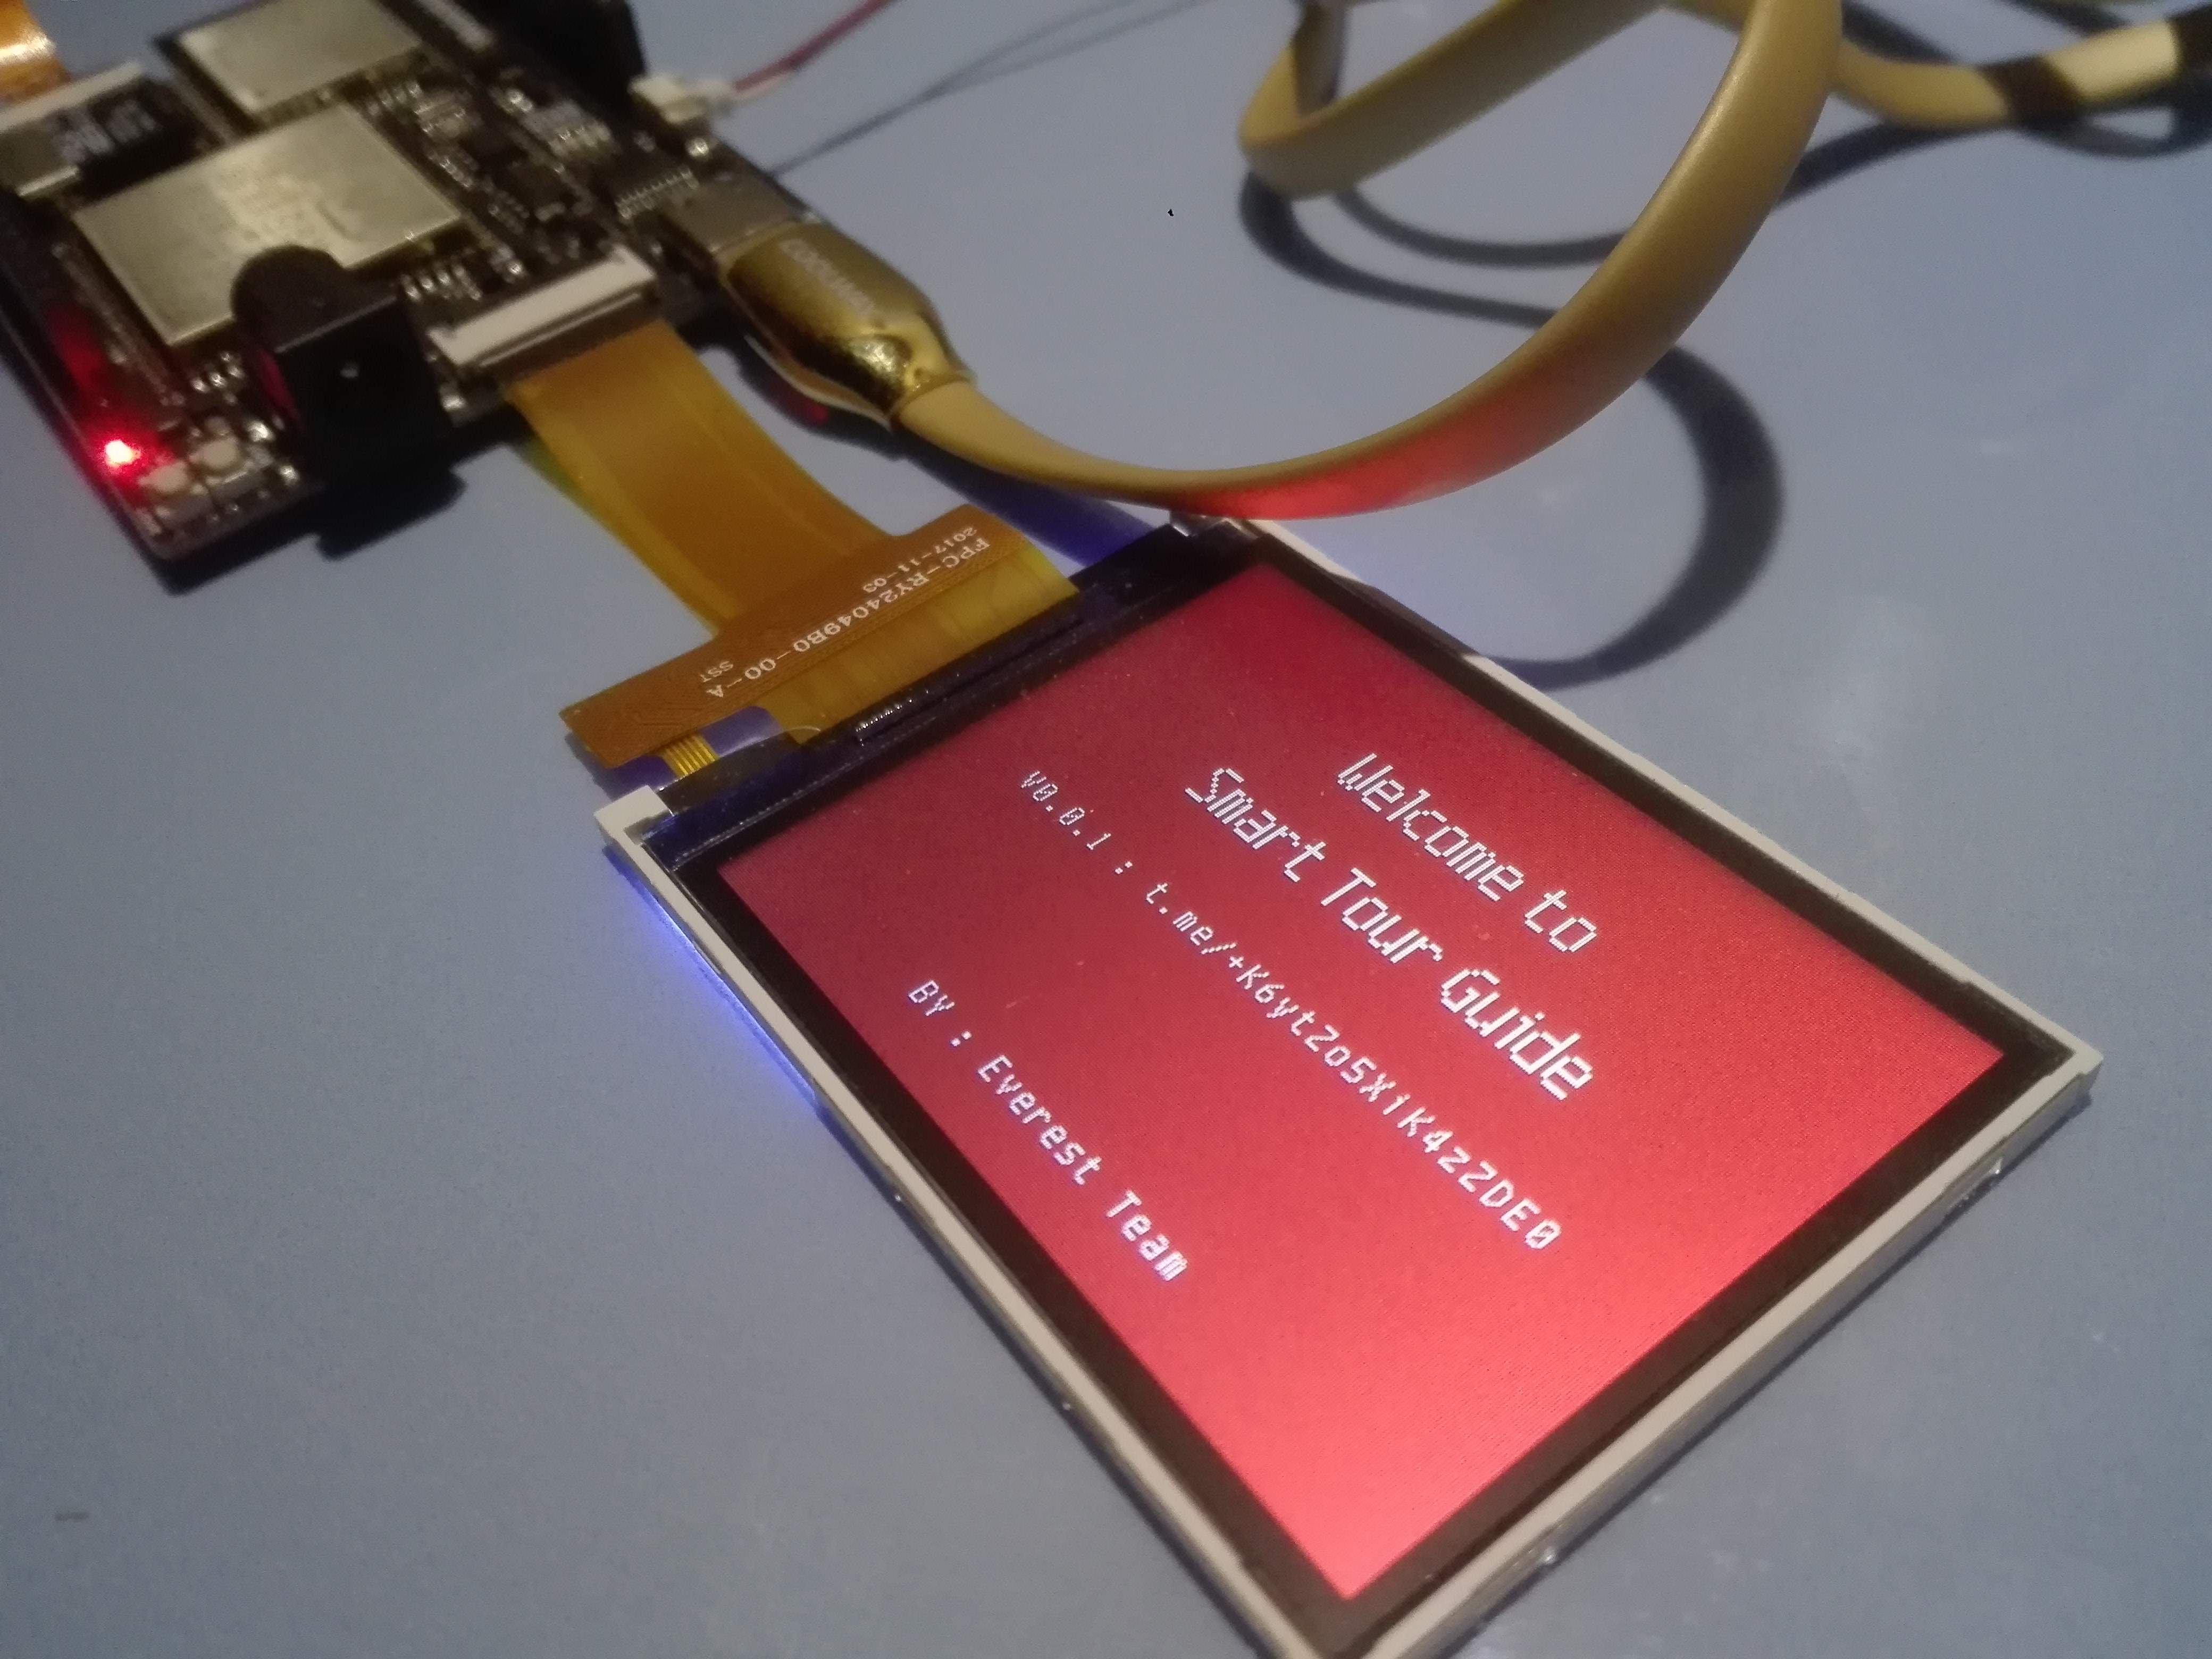 Welcome to
Smart Tour Guide
V0.0.1 : t.me/+K6ytZo5XiK4zZDE0
BY : Everest Team
FPC-RY24049B0-00-A
2017-11-03
SST